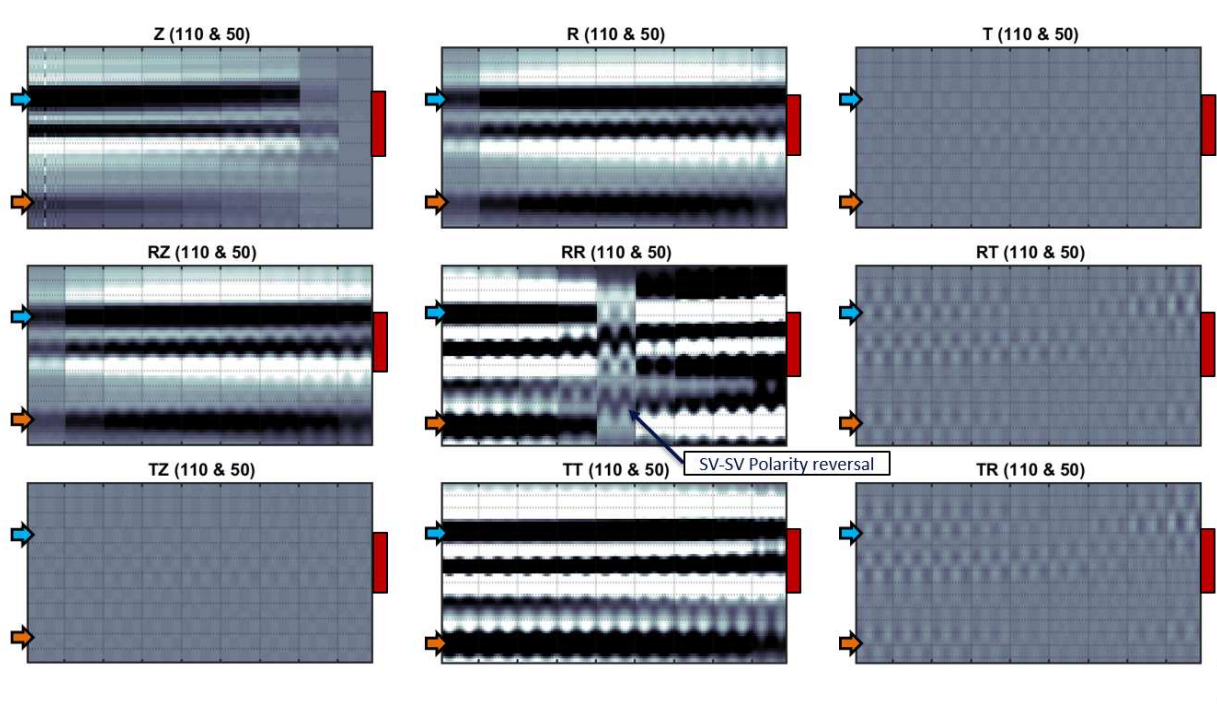 Z (110 & 50)
R (110 & 50)
T (110 & 50)
RZ (110 & 50)
RR (110 & 50)
RT (110 & 50)
SV-SV Polarity reversal
TZ (110 & 50)
TT (110 & 50)
TR (110 & 50)